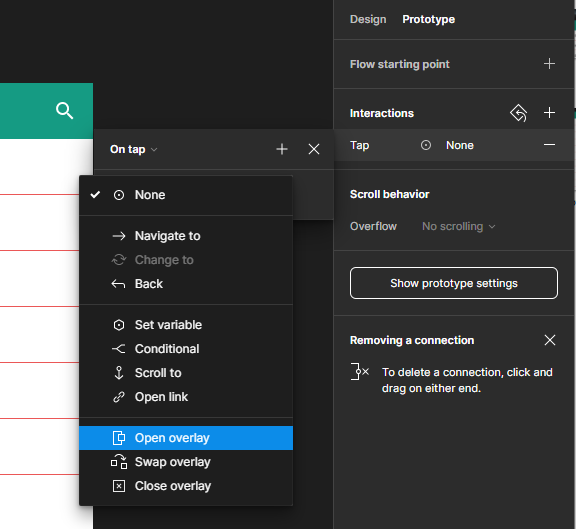 Design Prototype
Flow starting point
Interactions
Tap None
On tap
None
Navigate to
Change to
Back
Set variable
Conditional
Scroll to
Open link
Open overlay
Swap overlay
Close overlay
Scroll behavior
Overflow No scrolling
Show prototype settings
Removing a connection
To delete a connection, click and
drag on either end.